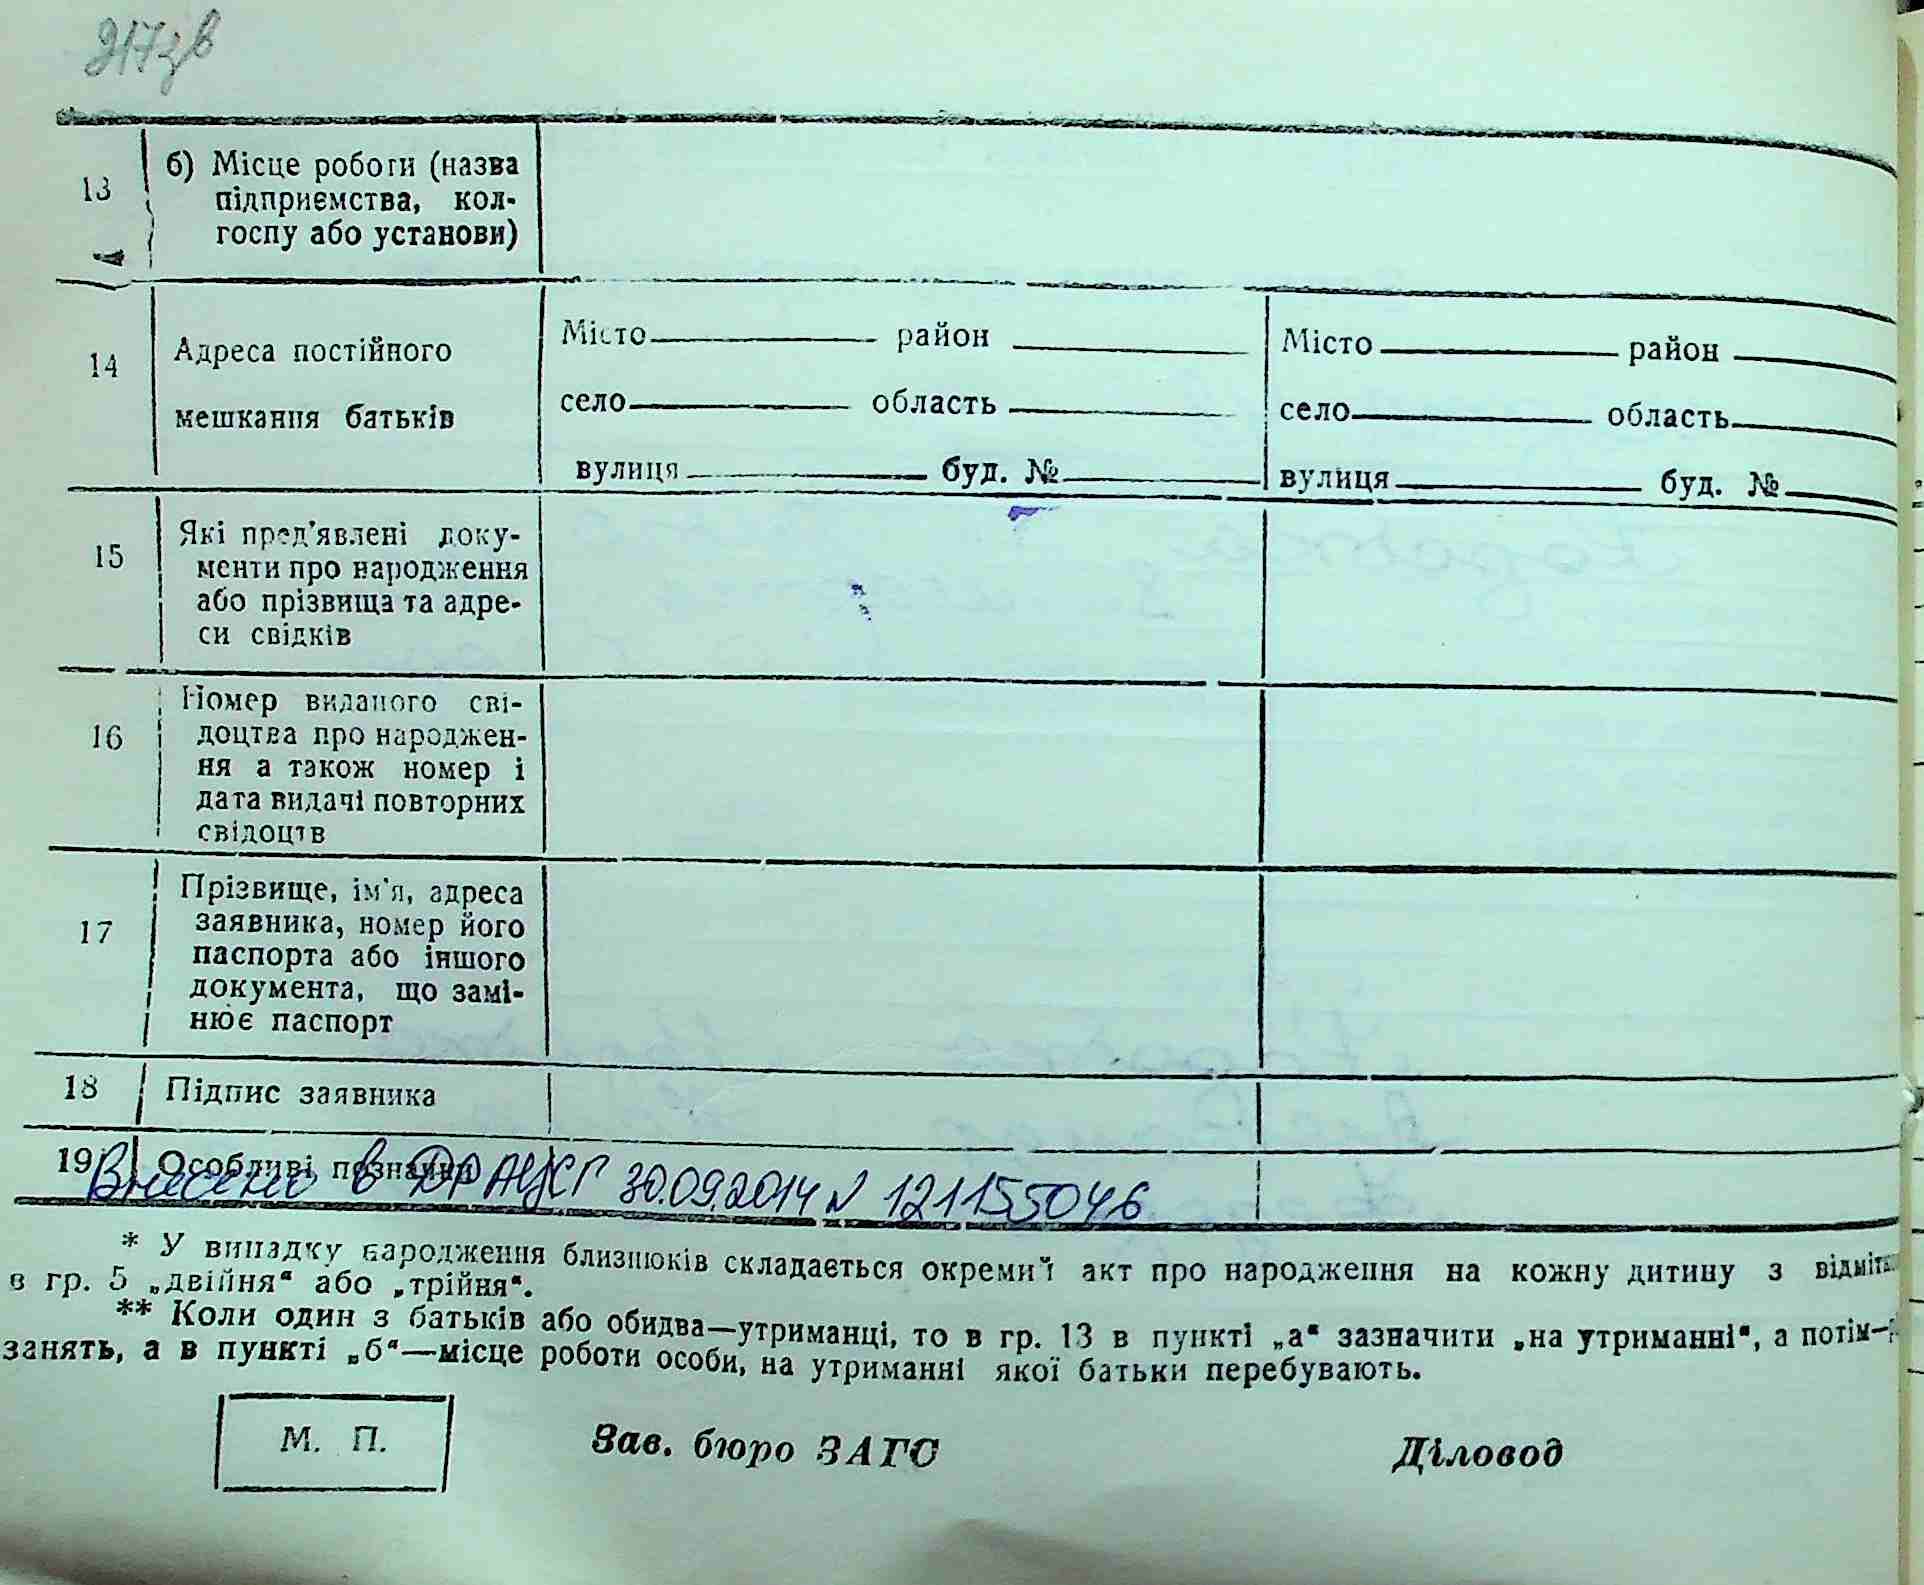 217зв
13
б) Місце роботи (назва
підприємства, кол-
госпу або установи)
14
Адреса постійного
мешкання батьків
Місто район
село область
вулиця буд. №
Місто район
село область
вулиця буд. №
15
Які пред'явлені доку-
менти про народження
або прізвища та адре-
си свідків
16
Номер виданого сві-
доцтва про народжен-
ня а також номер і
дата видачі повторних
свідоцтв
17
Прізвище, ім'я, адреса
заявника, номер його
паспорта або іншого
документа, що замі-
нює паспорт
18
Підпис заявника
19
Особливі позначки
Внесено в ДРАЦСГ 30.09.2014 N 121155046
* У випадку народження близнюків складається окремий акт про народження на кожну дитину з відмітк
в гр. 5 „двійня“ або „трійня“.
** Коли один з батьків або обидва—утриманці, то в гр. 13 в пункті „а“ зазначити „на утриманні“, а потім—
занять, а в пункті „б“—місце роботи особи, на утриманні якої батьки перебувають.
М. П.
Зав. бюро ЗАГС
Діловод